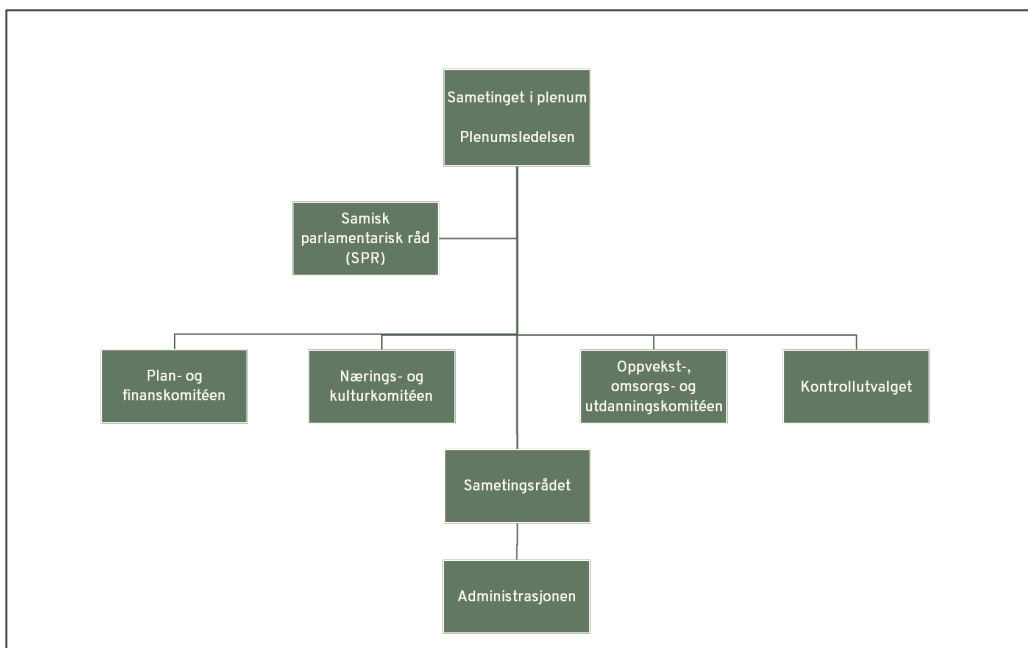 Sametinget i plenum
Plenumsledelsen
Samisk
parlamentarisk råd
(SPR)
Plan- og
finanskomitéen
Nærings- og
kulturkomitéen
Oppvekst-,
omsorgs- og
utdanningskomitéen
Kontrollutvalget
Sametingsrådet
Administrasjonen